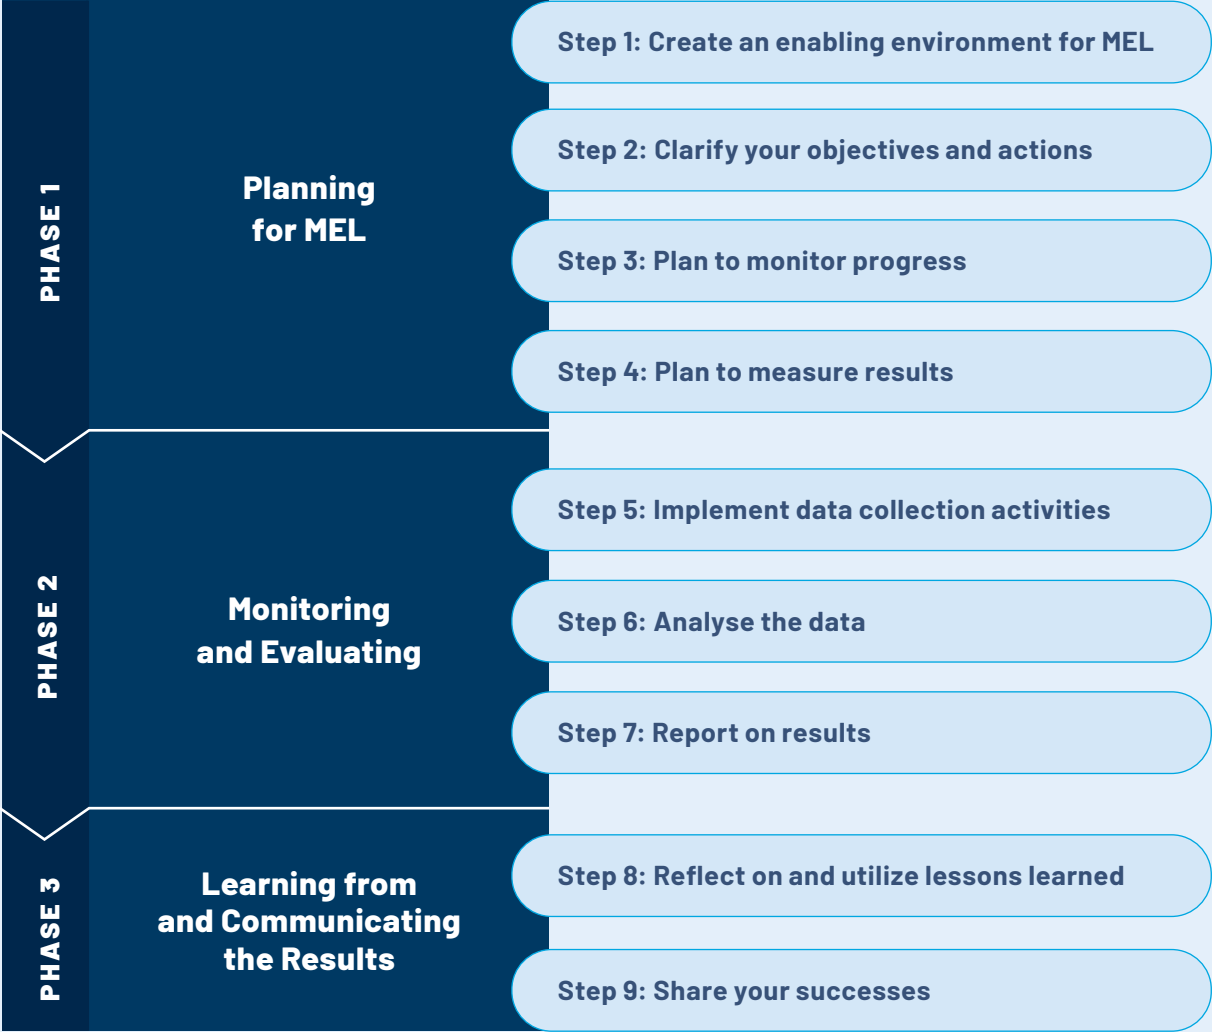 PHASE 1
Planning
for MEL
Step 1: Create an enabling environment for MEL
Step 2: Clarify your objectives and actions
Step 3: Plan to monitor progress
Step 4: Plan to measure results
PHASE 2
Monitoring
and Evaluating
Step 5: Implement data collection activities
Step 6: Analyse the data
Step 7: Report on results
PHASE 3
Learning from
and Communicating
the Results
Step 8: Reflect on and utilize lessons learned
Step 9: Share your successes